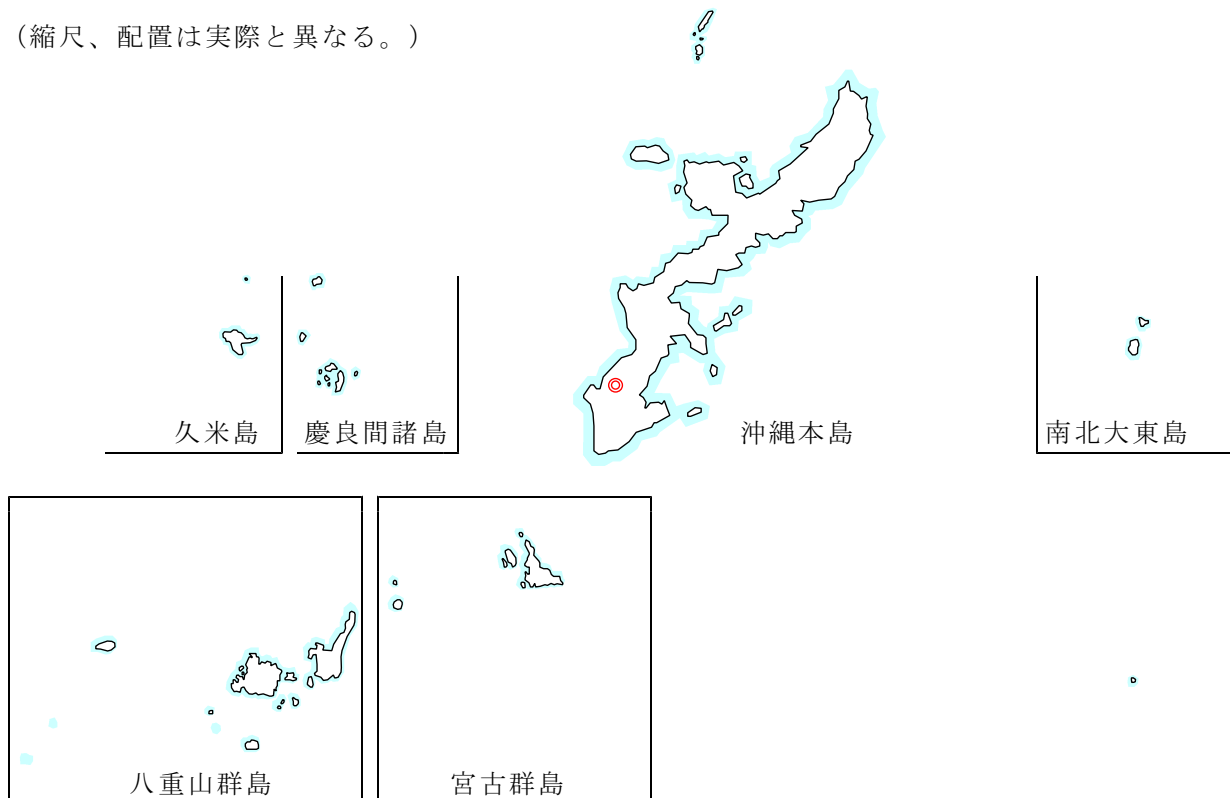 （縮尺、配置は実際と異なる。）
久米島
慶良間諸島
沖縄本島
南北大東島
八重山群島
宮古群島